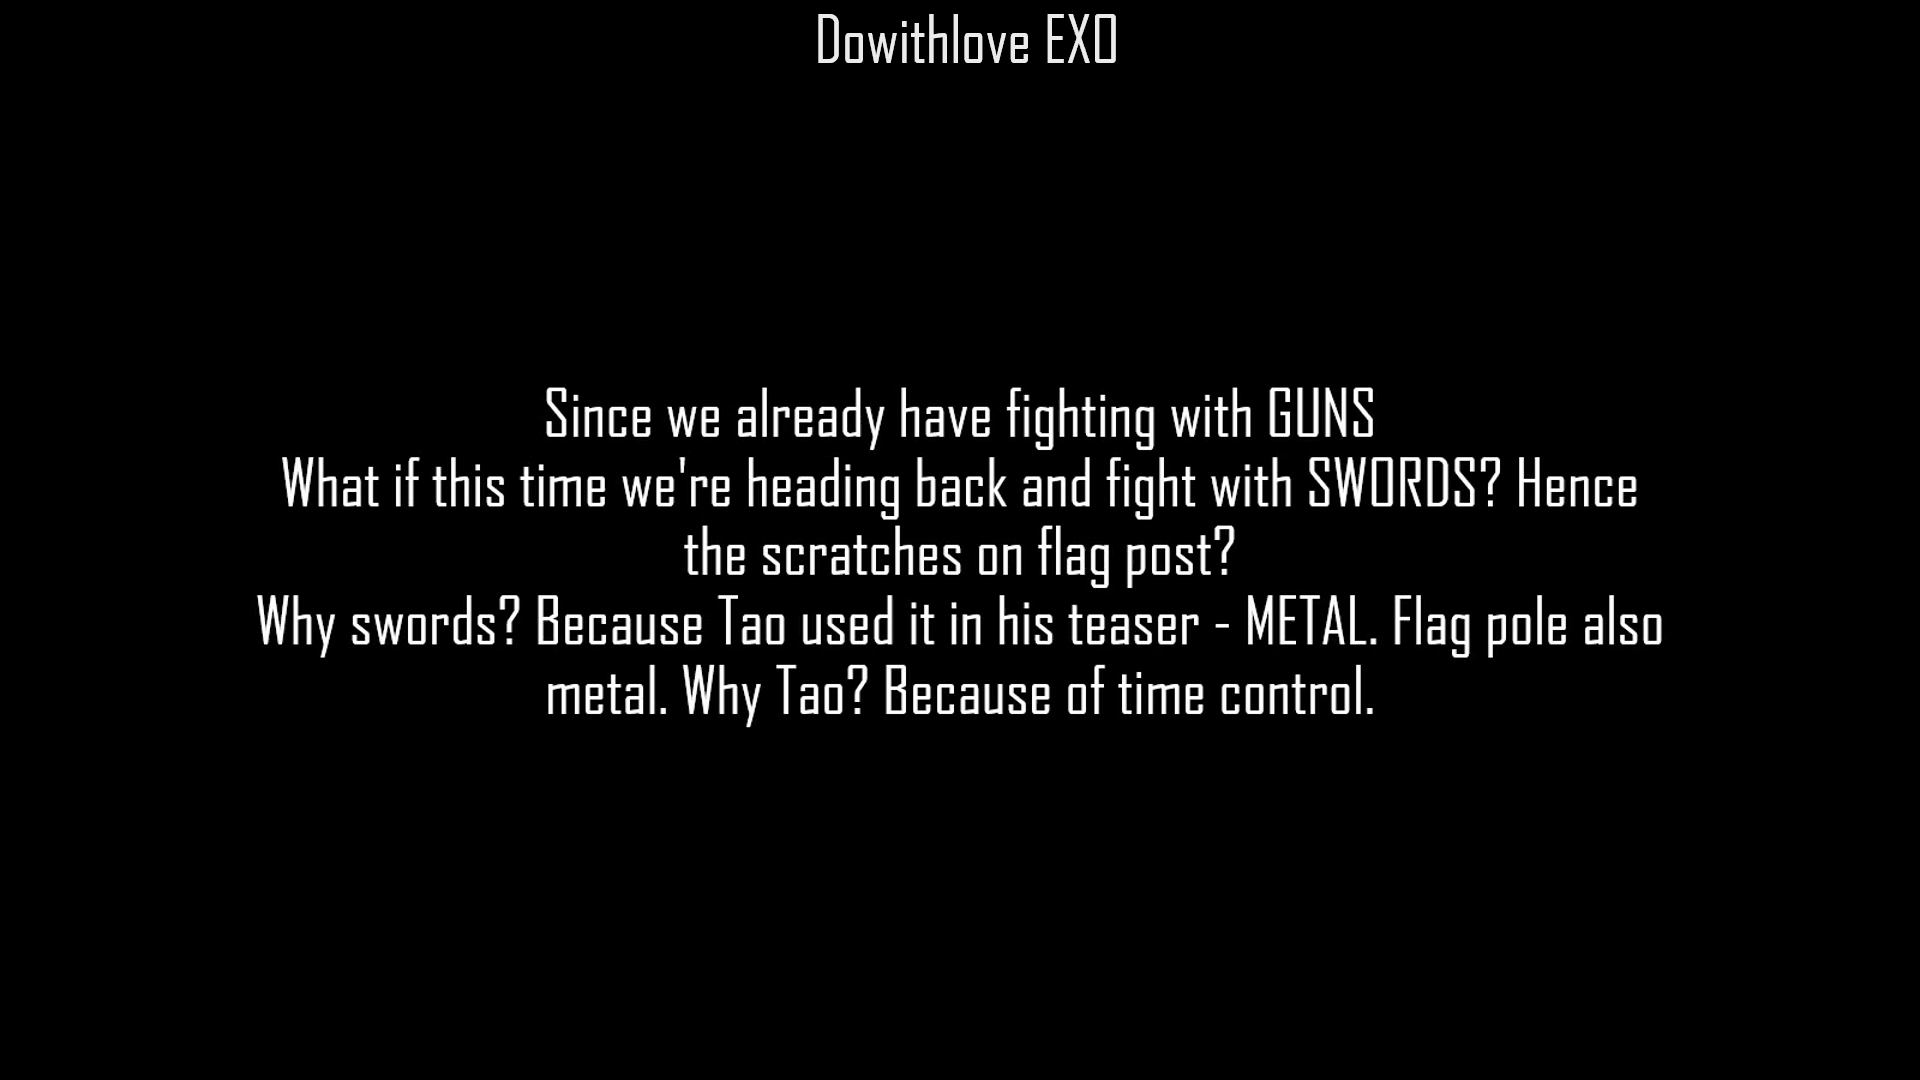 Dowithlove EXO
Since we already have fighting with GUNS
What if this time we're heading back and fight with SWORDS? Hence
the scratches on flag post?
Why swords? Because Tao used it in his teaser - METAL. Flag pole also
metal. Why Tao? Because of time control.